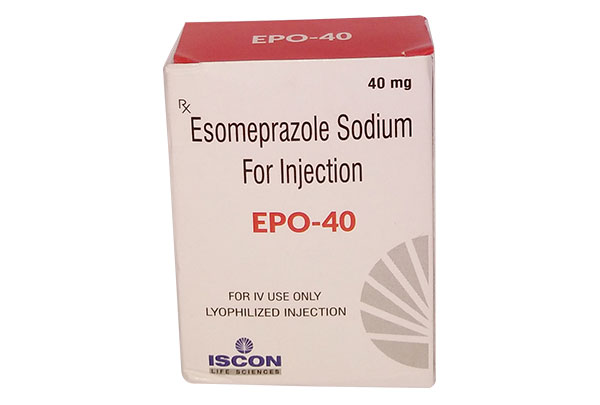 EPO-40
40 mg
Rx
Esomeprazole Sodium
For Injection
EPO-40
FOR IV USE ONLY
LYOPHILIZED INJECTION
ISCON
LIFE SCIENCES